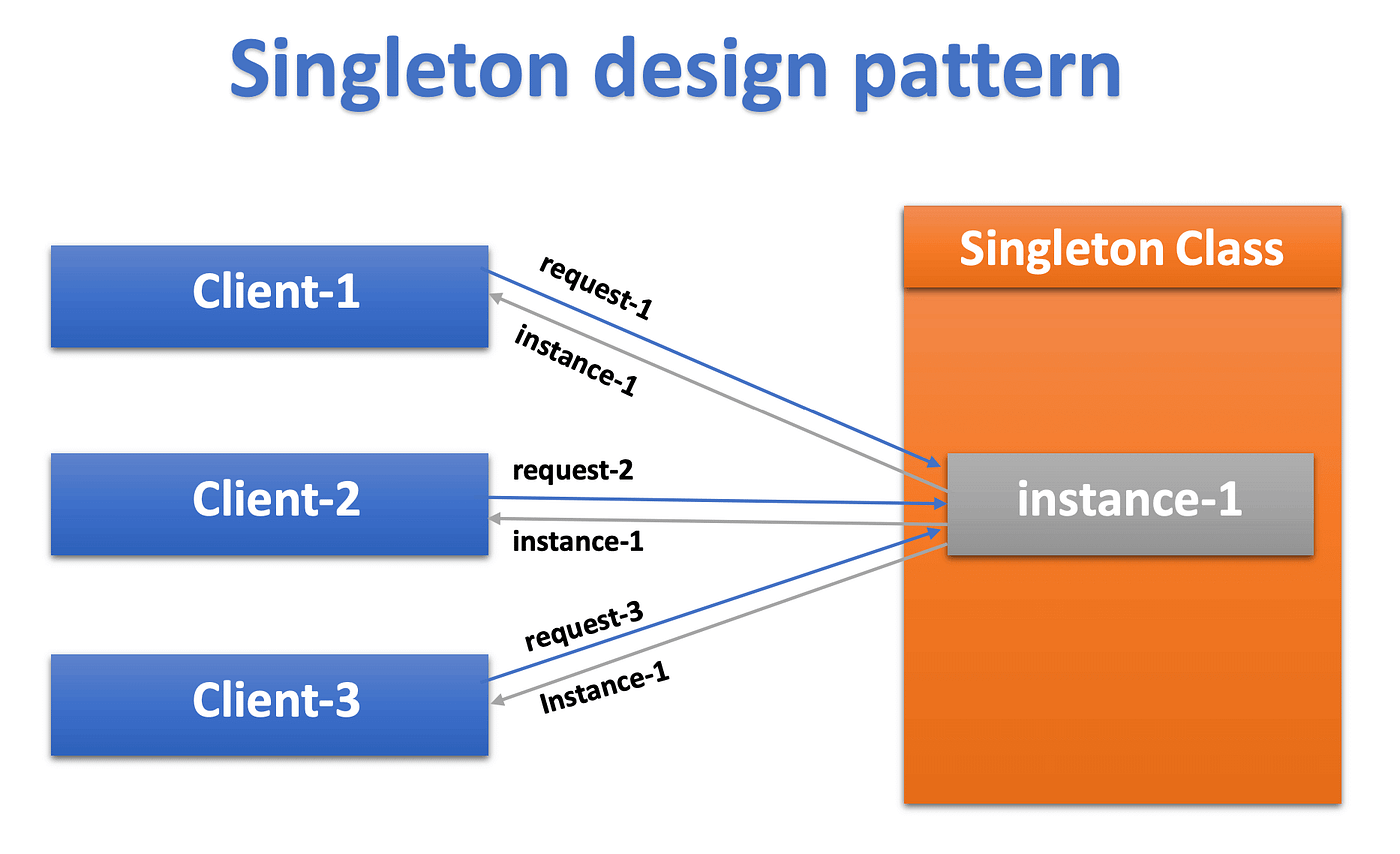 Singleton design pattern
Singleton Class
Client-1
request-1
instance-1
Client-2
request-2
instance-1
instance-1
Client-3
request-3
Instance-1